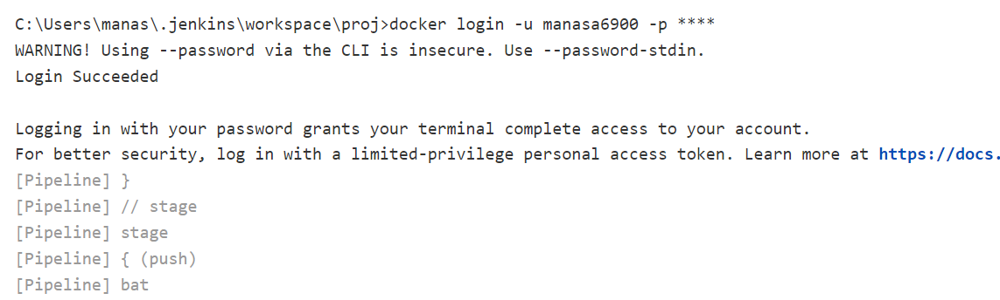 C:\Users\manas\.jenkins\workspace\proj>docker login -u manasa6900 -p ****
WARNING! Using --password via the CLI is insecure. Use --password-stdin.
Login Succeeded
Logging in with your password grants your terminal complete access to your account.
For better security, log in with a limited-privilege personal access token. Learn more at https://docs.
[Pipeline] }
[Pipeline] // stage
[Pipeline] stage
[Pipeline] { (push)
[Pipeline] bat